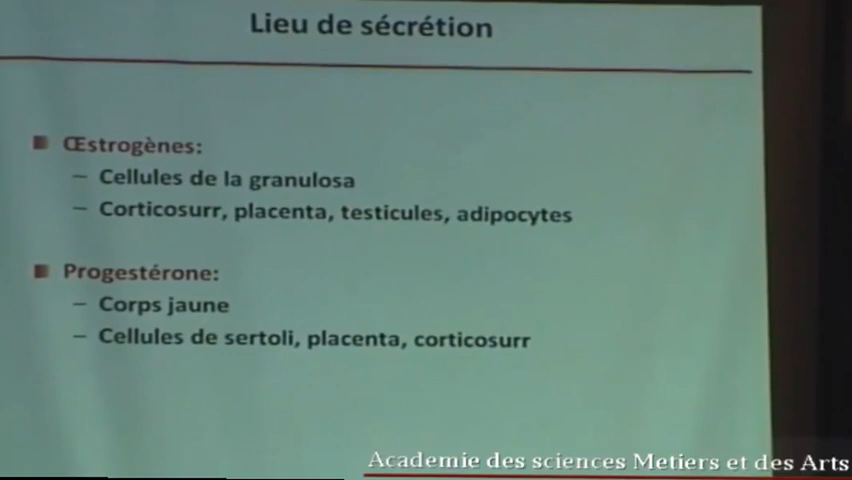 Lieu de sécrétion
Œstrogènes:
– Cellules de la granulosa
– Corticosurr, placenta, testicules, adipocytes
Progestérone:
– Corps jaune
– Cellules de sertoli, placenta, corticosurr
Academie des sciences Metiers et des Arts